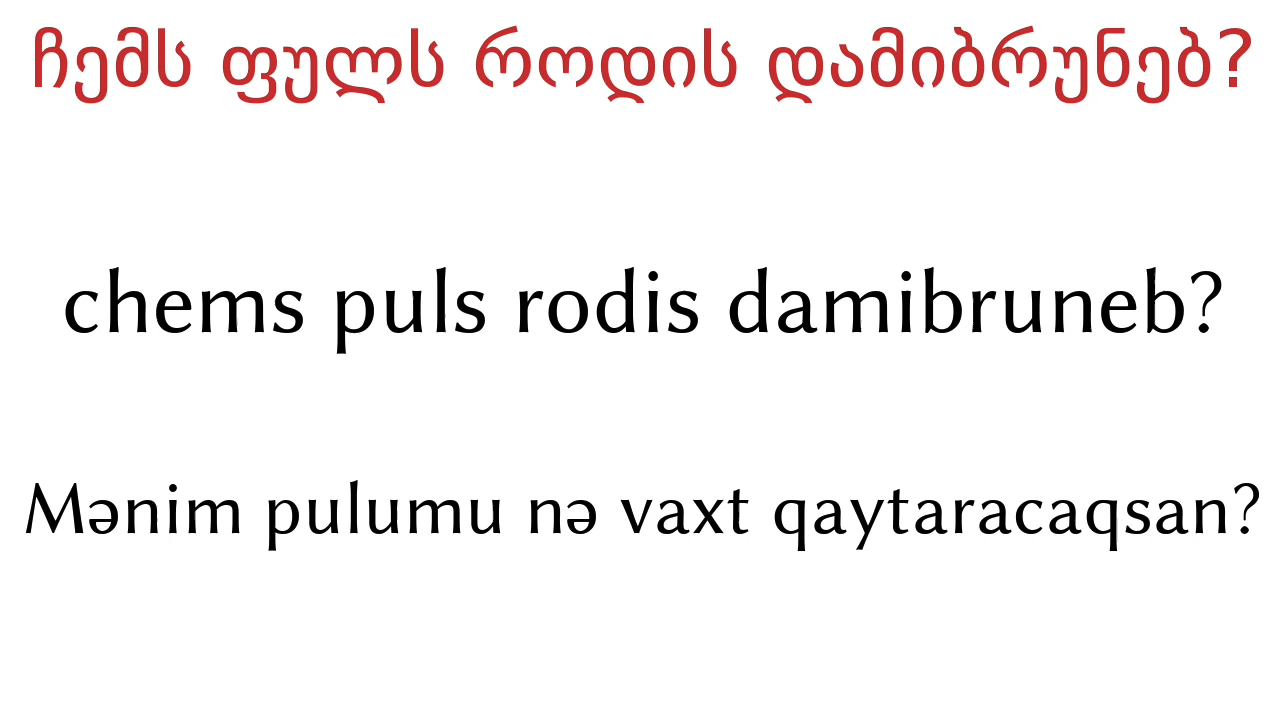 ჩემს ფულს როდის დამიბრუნებ?
chems puls rodis damibruneb?
Mənim pulumu nə vaxt qaytaracaqsan?